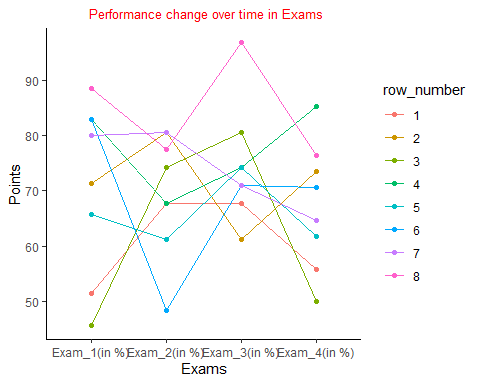 Performance change over time in Exams
Points
90
80
70
60
50
Exam_1(in %) Exam_2(in %) Exam_3(in %) Exam_4(in %)
Exams
row_number
1
2
3
4
5
6
7
8